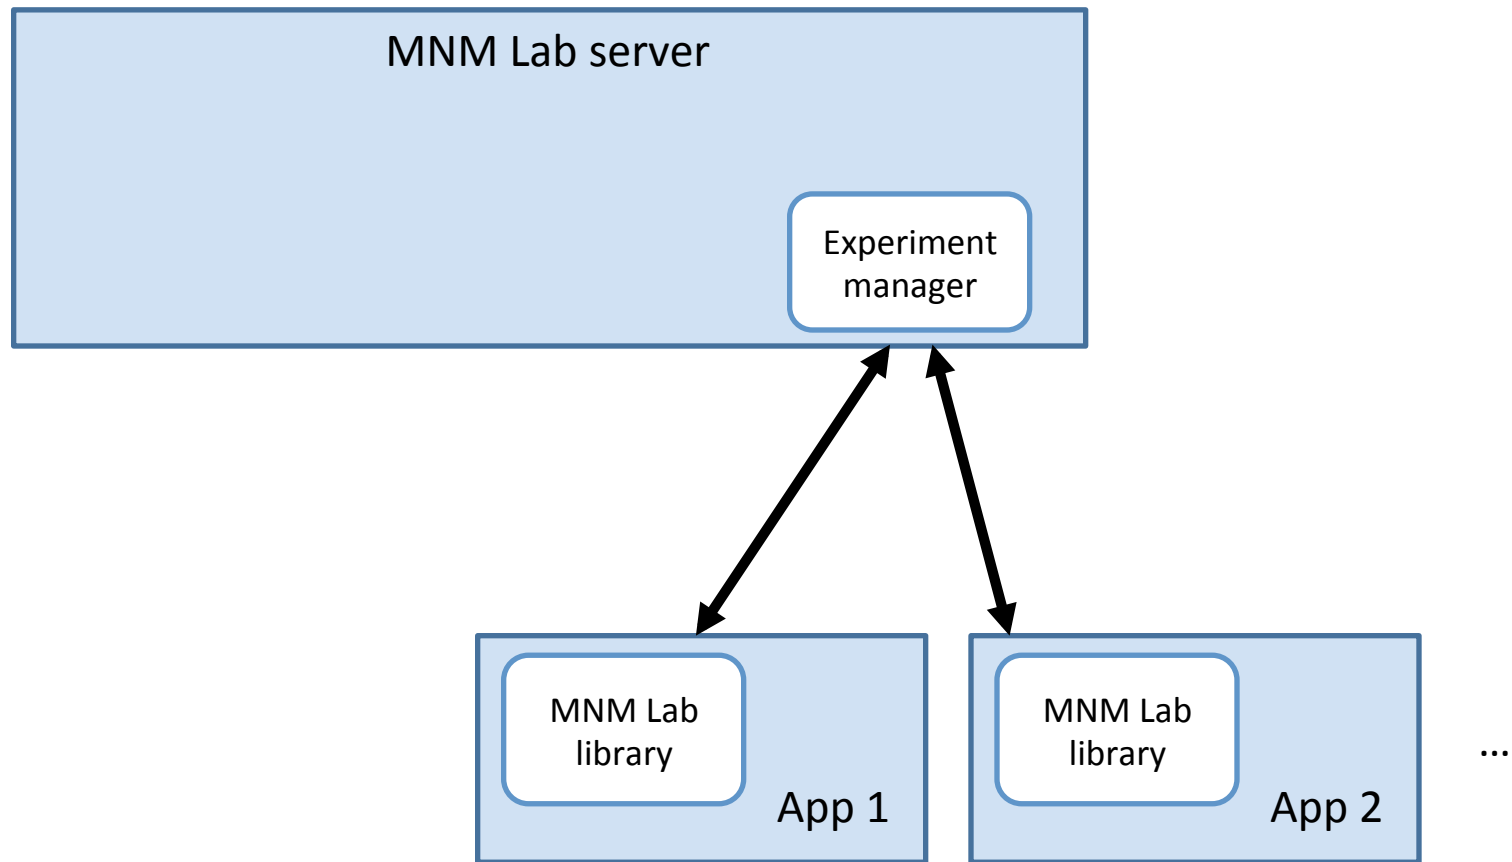 MNM Lab server
Experiment
manager
MNM Lab
library
App 1
MNM Lab
library
App 2
...